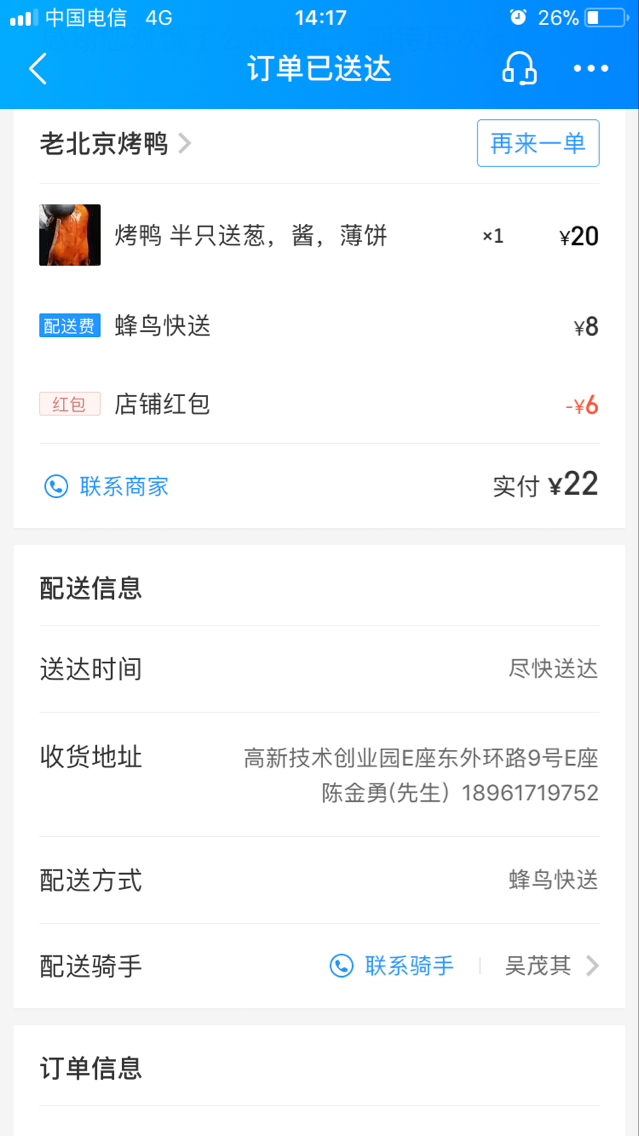 中国电信 4G 14:17 26%
订单已送达
老北京烤鸭 再来一单
烤鸭 半只送葱，酱，薄饼 ×1 ¥20
配送费 蜂鸟快送 ¥8
红包 店铺红包 -¥6
联系商家 实付 ¥22
配送信息
送达时间 尽快送达
收货地址 高新技术创业园E座东外环路9号E座
陈金勇(先生) 18961719752
配送方式 蜂鸟快送
配送骑手 联系骑手 吴茂其
订单信息